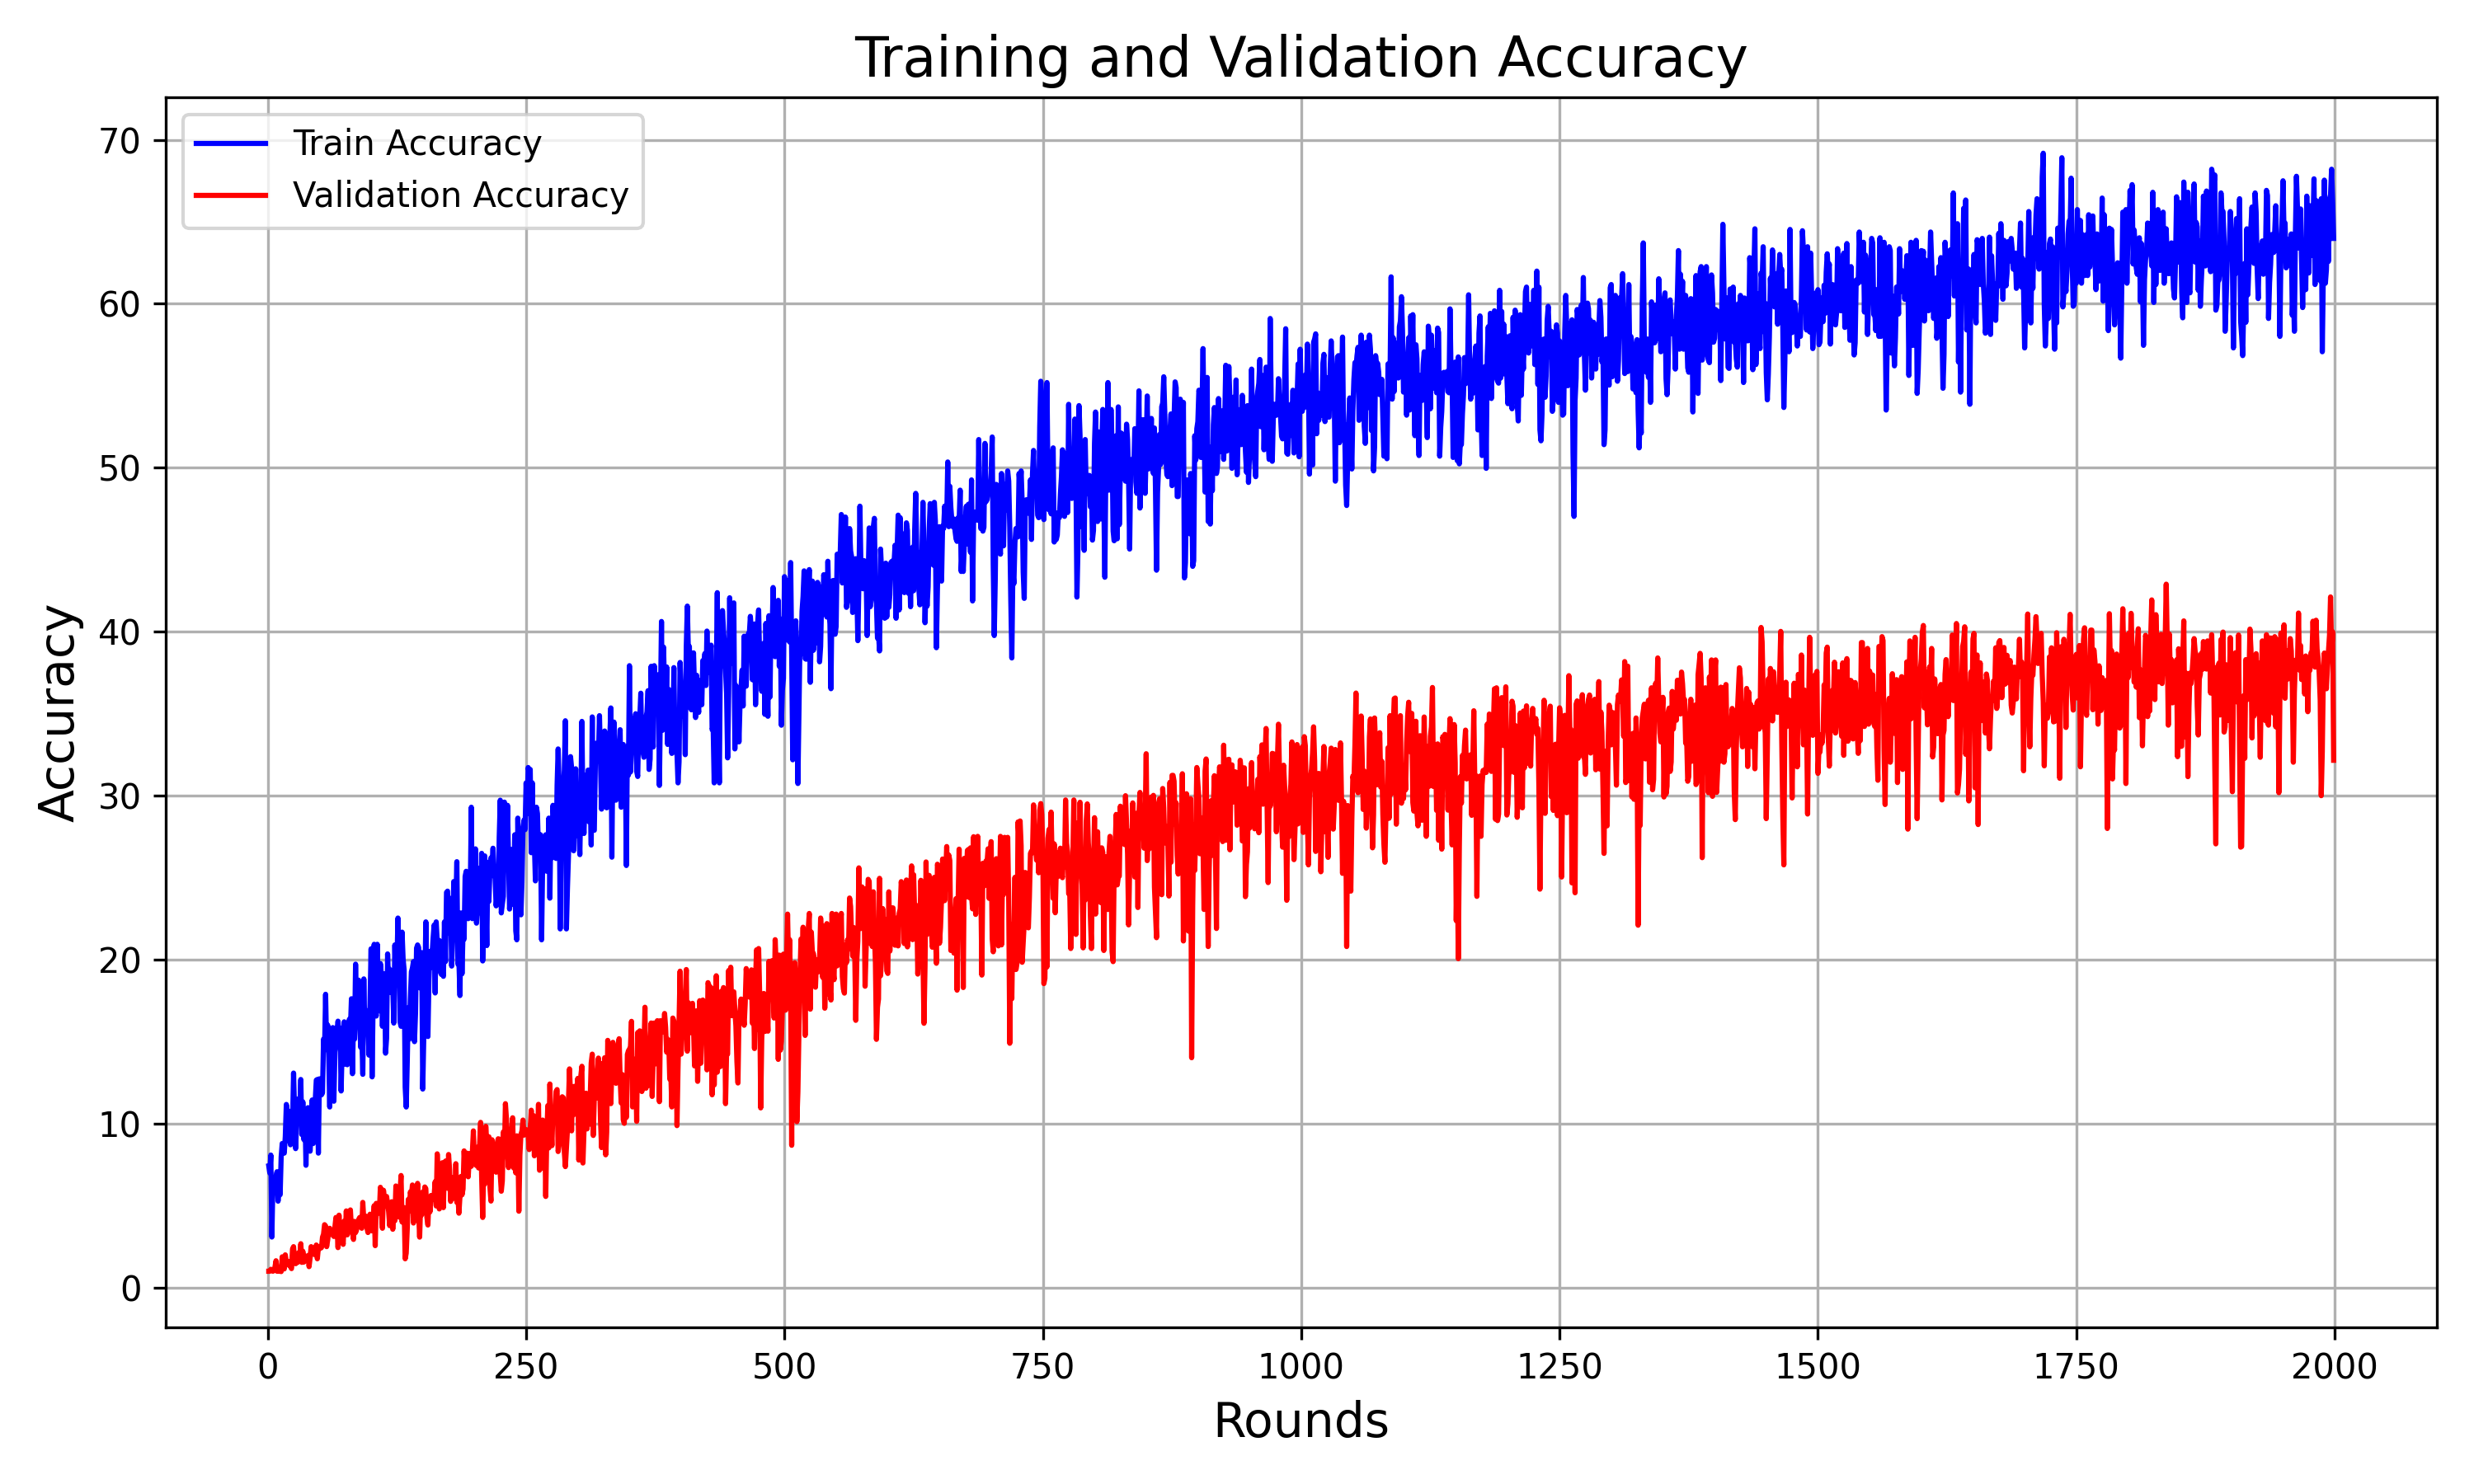 Training and Validation Accuracy
Train Accuracy
Validation Accuracy
70
60
50
40
30
20
10
0
Accuracy
0 250 500 750 1000 1250 1500 1750 2000
Rounds